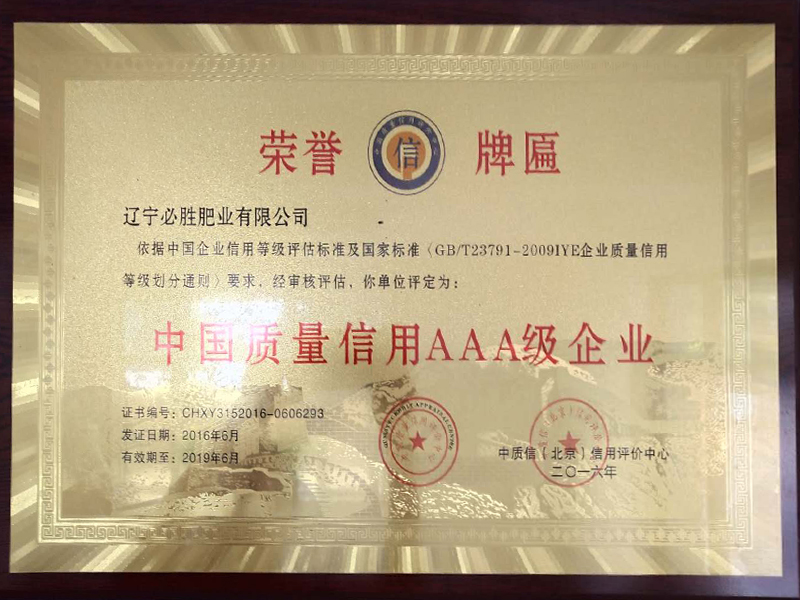 荣誉 信 牌匾
辽宁必胜肥业有限公司
依据中国企业信用等级评估标准及国家标准〈GB/T23791-2009IYE企业质量信用
等级划分通则〉要求，经审核评估，你单位评定为：
中国质量信用AAA级企业
证书编号：CHXY3152016-0606293
发证日期：2016年6月
有效期至：2019年6月
中质信（北京）信用评价中心
二〇一六年